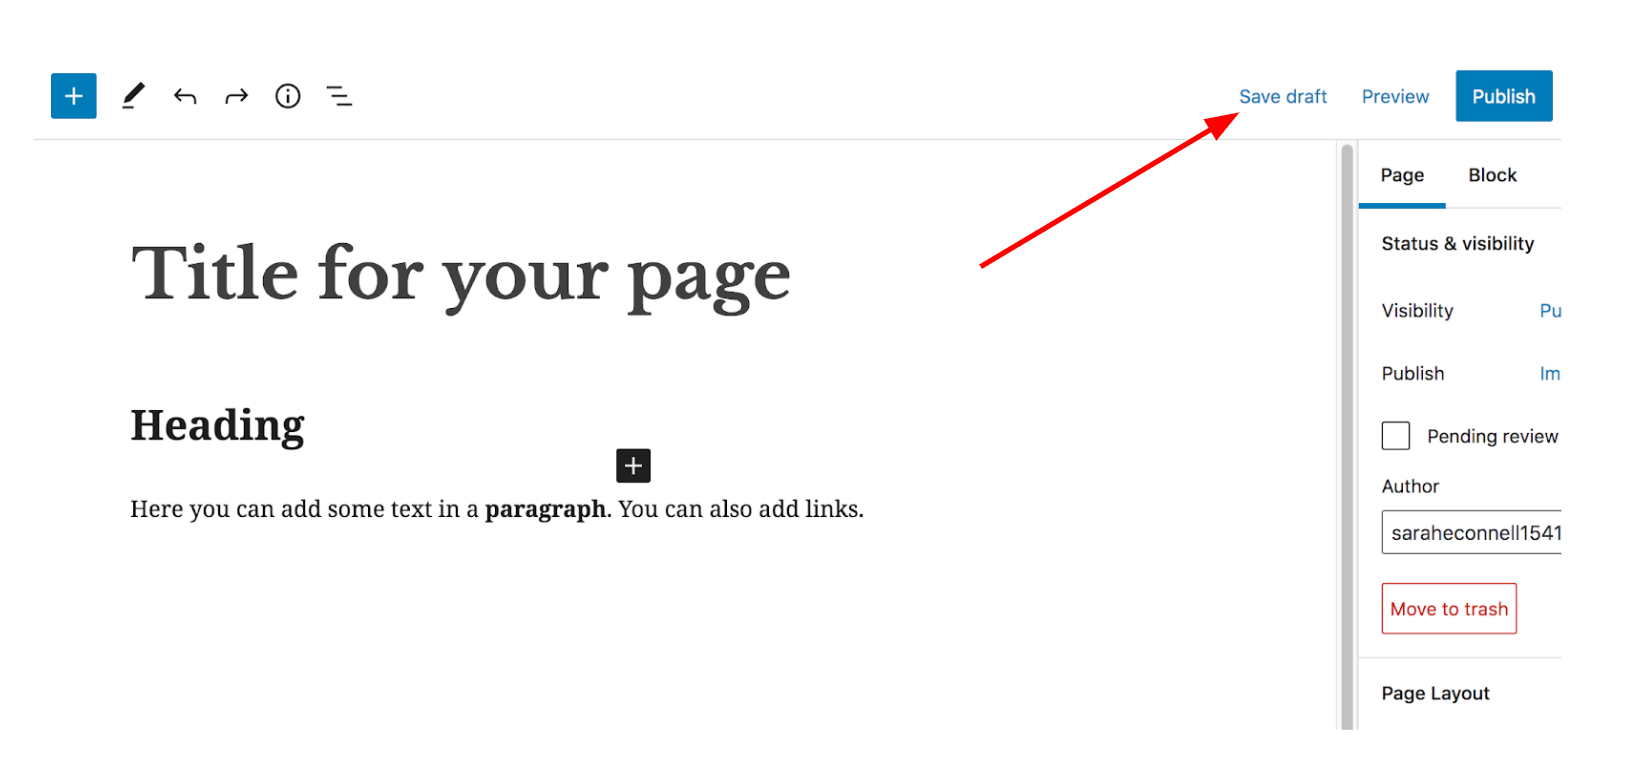 Save draft Preview Publish
Page Block
Status & visibility
Title for your page
Visibility Pu
Publish Im
Heading
Pending review
Author
Here you can add some text in a paragraph. You can also add links.
saraheconnell1541
Move to trash
Page Layout